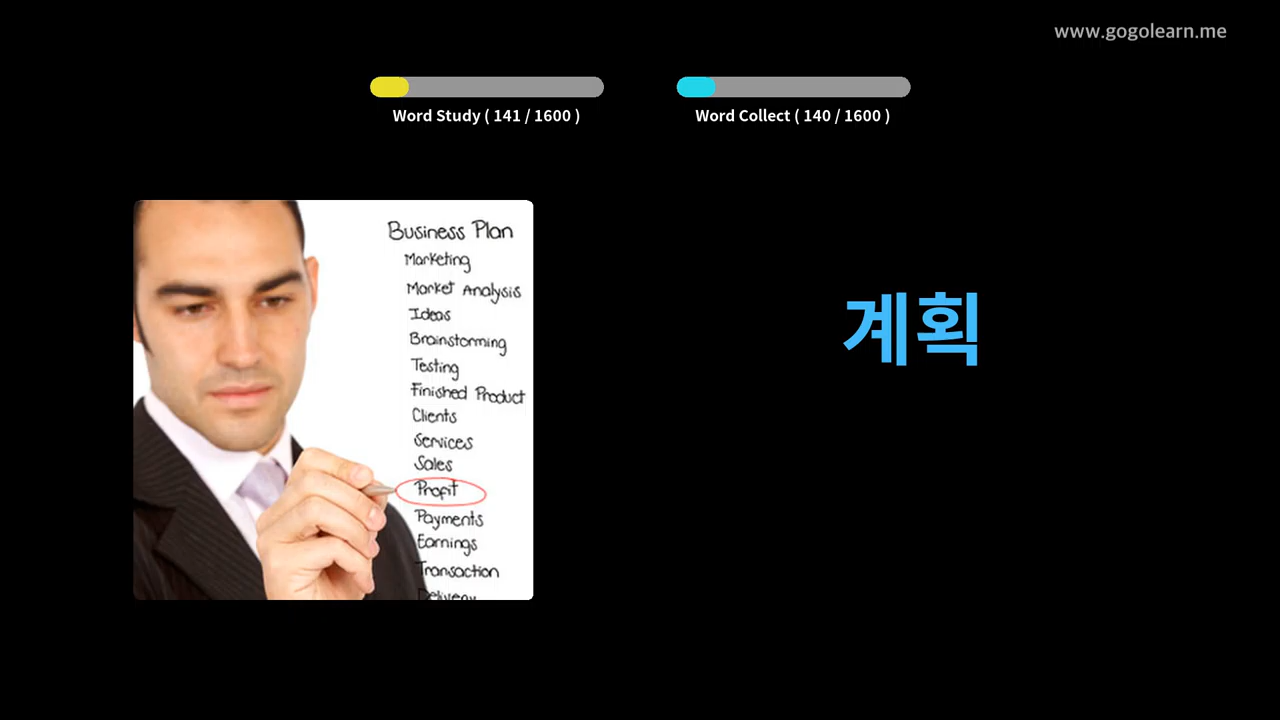 www.gogolearn.me
Word Study ( 141 / 1600 )
Word Collect ( 140 / 1600 )
Business Plan
Marketing
Market Analysis
Ideas
Brainstorming
Testing
Finished Product
Clients
Services
Sales
Profit
Payments
Earnings
Transaction
Delivery
계획